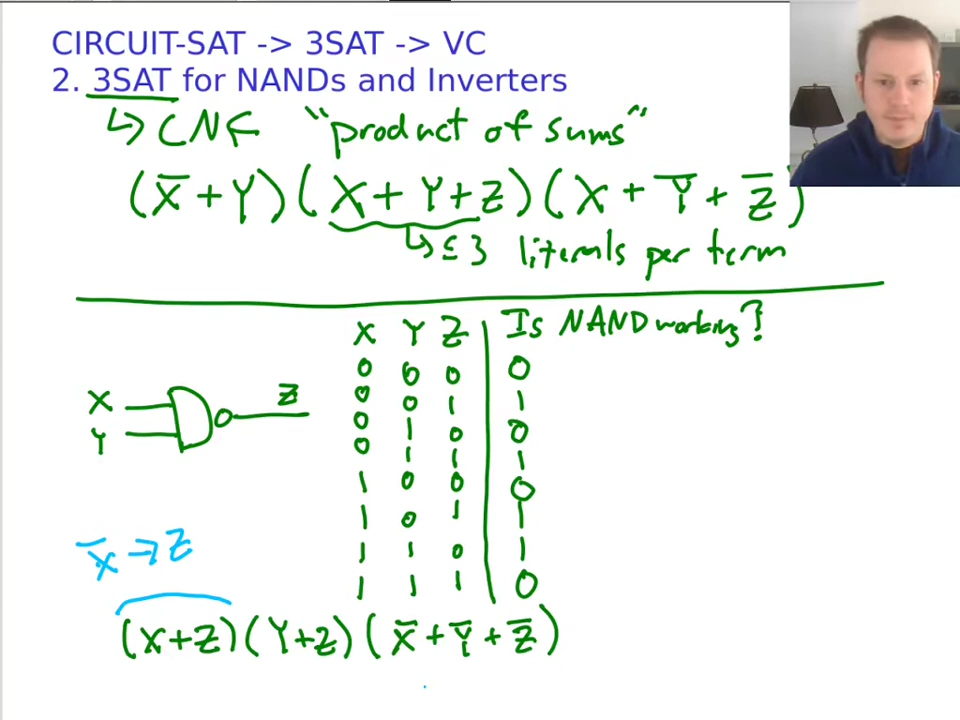 CIRCUIT-SAT -> 3SAT -> VC
2. 3SAT for NANDs and Inverters
↳ CNF "product of sums"
(X̅ + Y)(X + Y + Z)(X + Y̅ + Z̅)
↳ ≤ 3 literals per term
X Y Z | Is NAND working?
0 0 0 | 0
0 0 1 | 1
0 1 0 | 0
0 1 1 | 1
1 0 0 | 0
1 0 1 | 1
1 1 0 | 1
1 1 1 | 0
X
Y
Z
X̅ → Z
(X+Z)(Y+Z)(X̅ + Y̅ + Z̅)